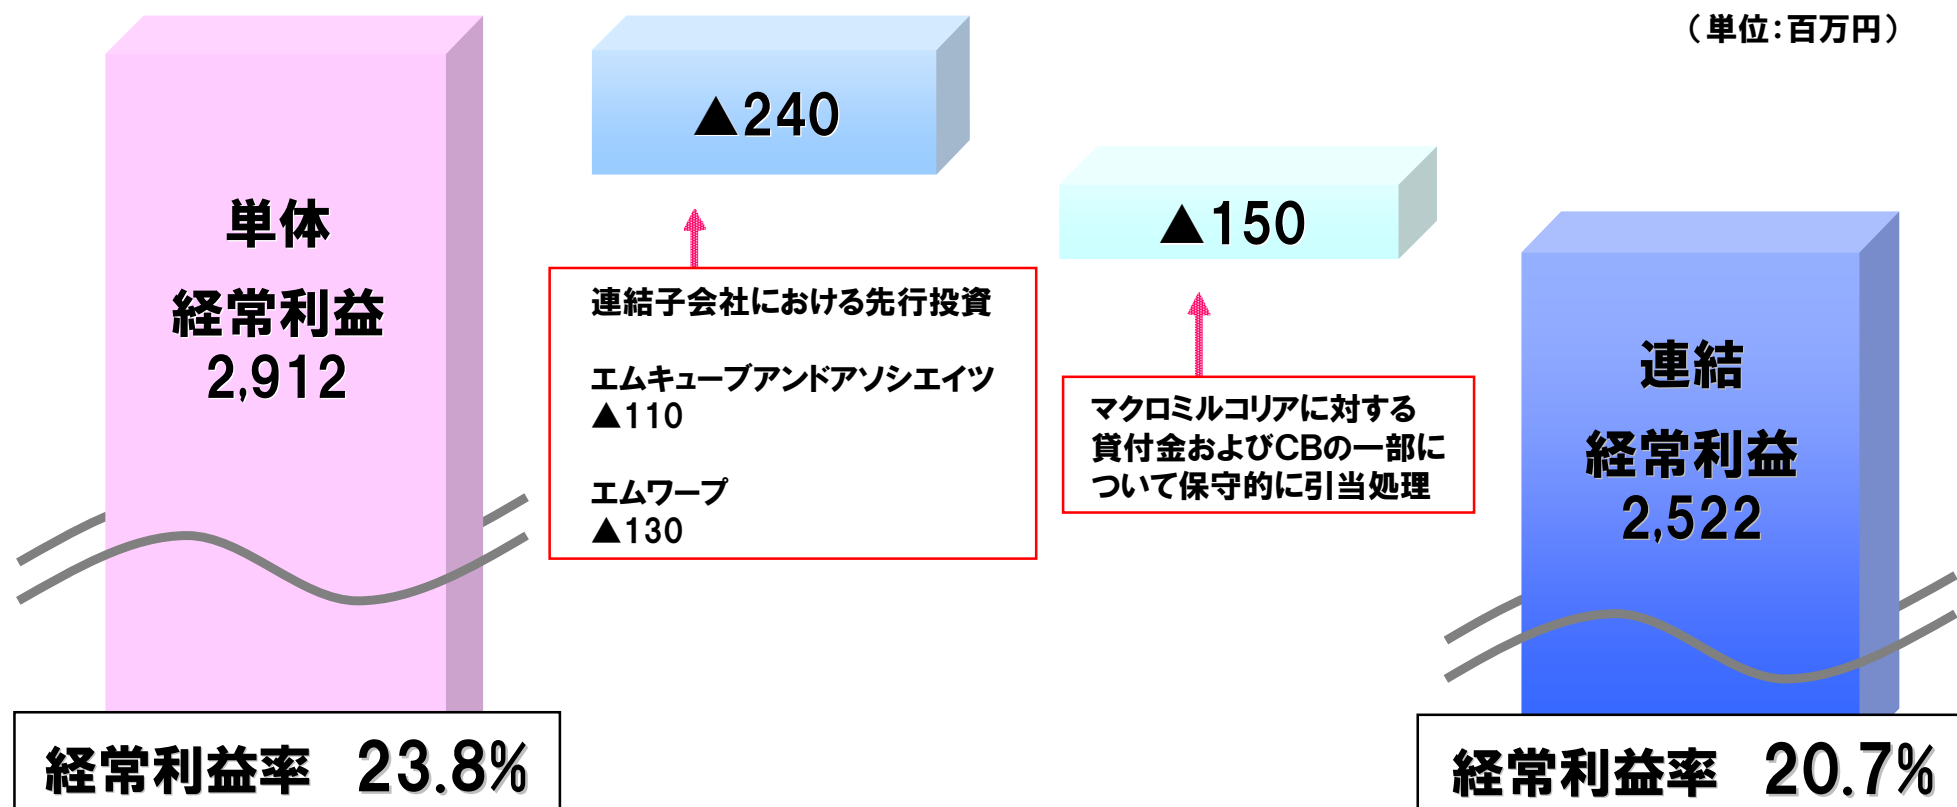 （単位：百万円）
単体
経常利益
2,912
▲240
連結子会社における先行投資
エムキューブアンドアソシエイツ
▲110
エムワープ
▲130
▲150
マクロミルコリアに対する
貸付金およびCBの一部に
ついて保守的に引当処理
連結
経常利益
2,522
経常利益率 23.8%
経常利益率 20.7%